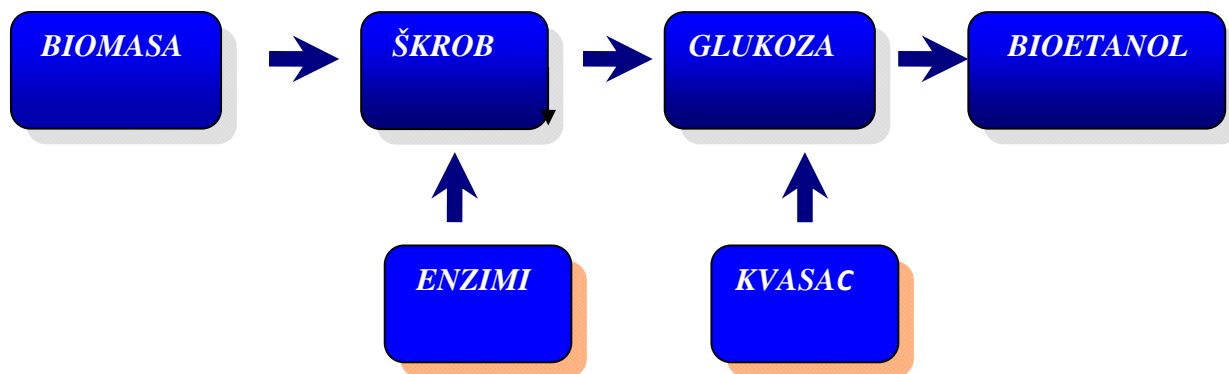 BIOMASA
ŠKROB
GLUKOZA
BIOETANOL
ENZIMI
KVASAC